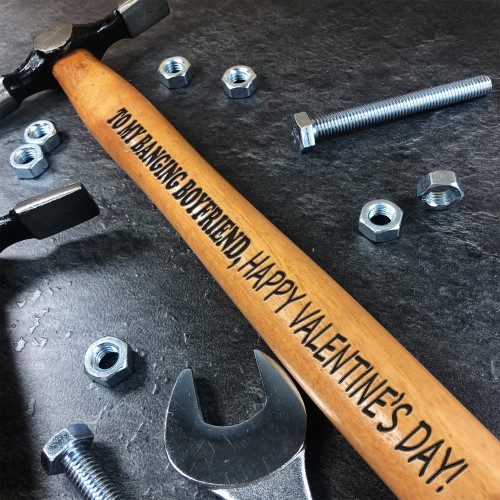 TO MY BANGING BOYFRIEND, HAPPY VALENTINE'S DAY!